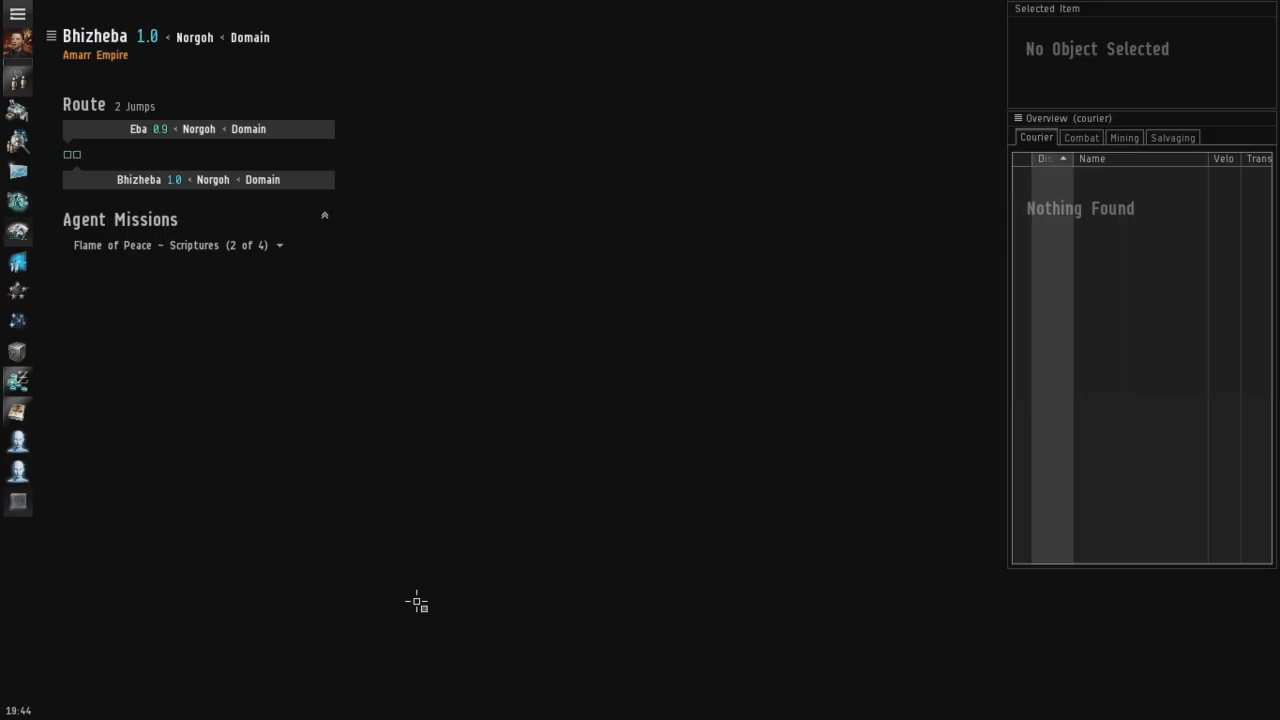 Bhizheba 1.0 < Norgoh < Domain
Amarr Empire
Route 2 Jumps
Eba 0.9 < Norgoh < Domain
Bhizheba 1.0 < Norgoh < Domain
Agent Missions
Flame of Peace - Scriptures (2 of 4)
Selected Item
No Object Selected
Overview (courier)
Courier Combat Mining Salvaging
Dis Name Velo Trans
Nothing Found
19:44